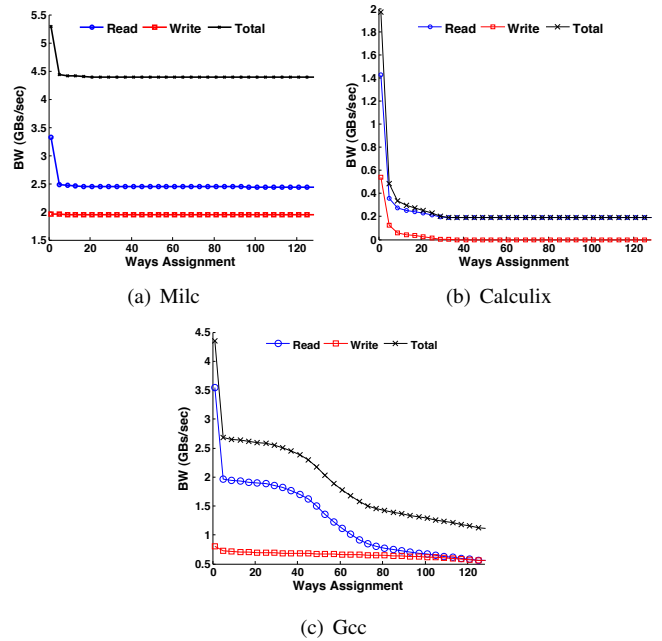 Read Write Total
5.5
5
4.5
4
3.5
3
2.5
2
1.5
BW (GBs/sec)
0 20 40 60 80 100 120
Ways Assignment
(a) Milc
Read Write Total
2
1.8
1.6
1.4
1.2
1
0.8
0.6
0.4
0.2
0
BW (GBs/sec)
0 20 40 60 80 100 120
Ways Assignment
(b) Calculix
Read Write Total
4.5
4
3.5
3
2.5
2
1.5
1
0.5
BW (GBs/sec)
0 20 40 60 80 100 120
Ways Assignment
(c) Gcc